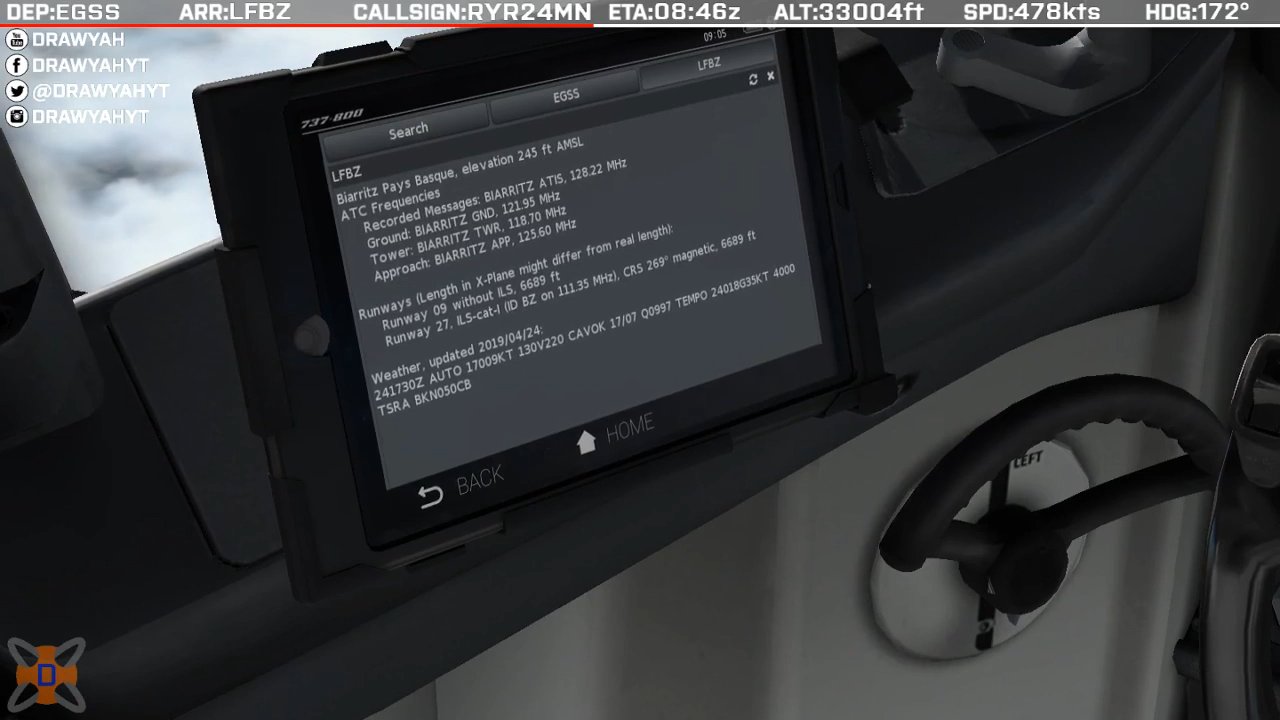 DEP:EGSS ARR:LFBZ CALLSIGN:RYR24MN ETA:08:46z ALT:33004ft SPD:478kts HDG:172°
DRAWYAH
DRAWYAHYT
@DRAWYAHYT
DRAWYAHYT
09:05
737-800
Search EGSS LFBZ
LFBZ
Biarritz Pays Basque, elevation 245 ft AMSL
ATC Frequencies
Recorded Messages: BIARRITZ ATIS, 128.22 MHz
Ground: BIARRITZ GND, 121.95 MHz
Tower: BIARRITZ TWR, 118.70 MHz
Approach: BIARRITZ APP, 125.60 MHz
Runways (Length in X-Plane might differ from real length):
Runway 09 without ILS, 6689 ft
Runway 27, ILS-cat-I (ID BZ on 111.35 MHz), CRS 269° magnetic, 6689 ft
Weather, updated 2019/04/24:
241730Z AUTO 17009KT 130V220 CAVOK 17/07 Q0997 TEMPO 24018G35KT 4000
TSRA BKN050CB
BACK HOME
LEFT
D